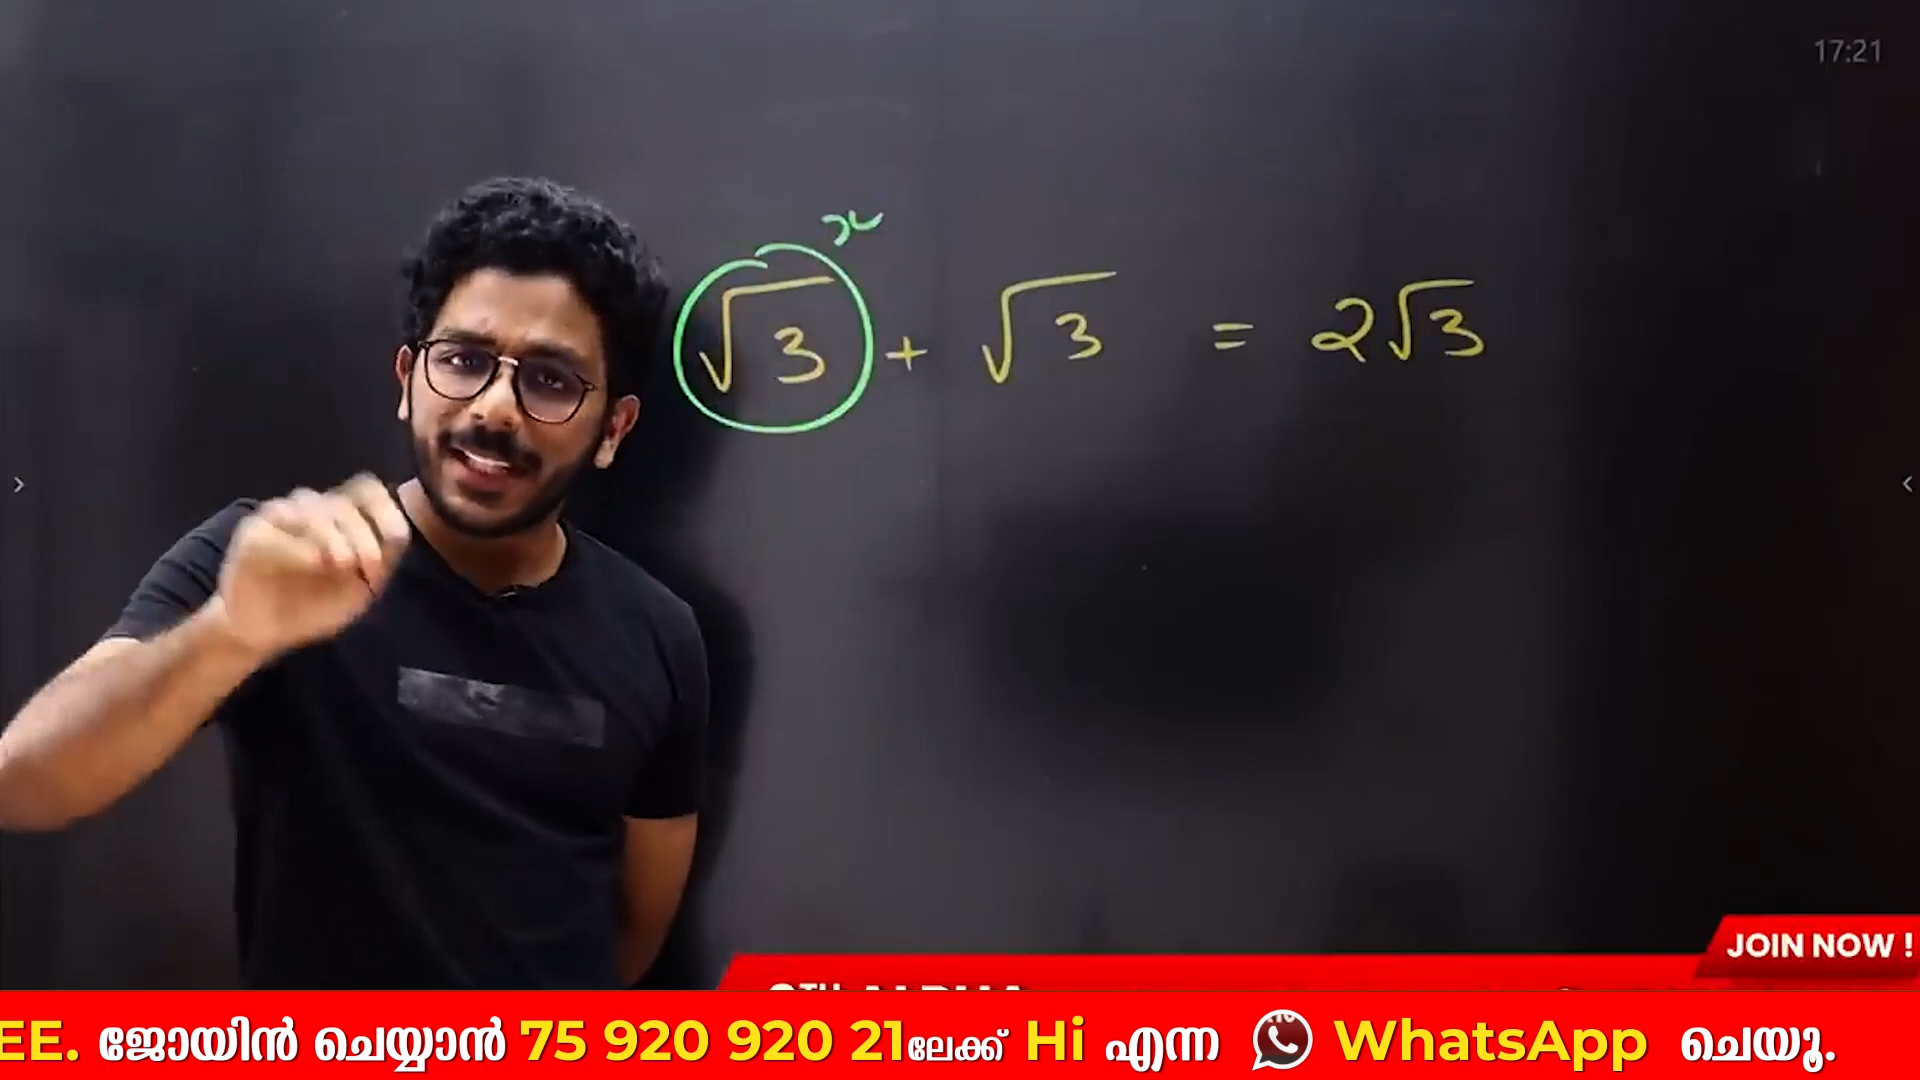 17:21
x
√3 + √3 = 2√3
JOIN NOW !
EE. ജോയിൻ ചെയ്യാൻ 75 920 920 21ലേക്ക് Hi എന്ന WhatsApp ചെയൂ.